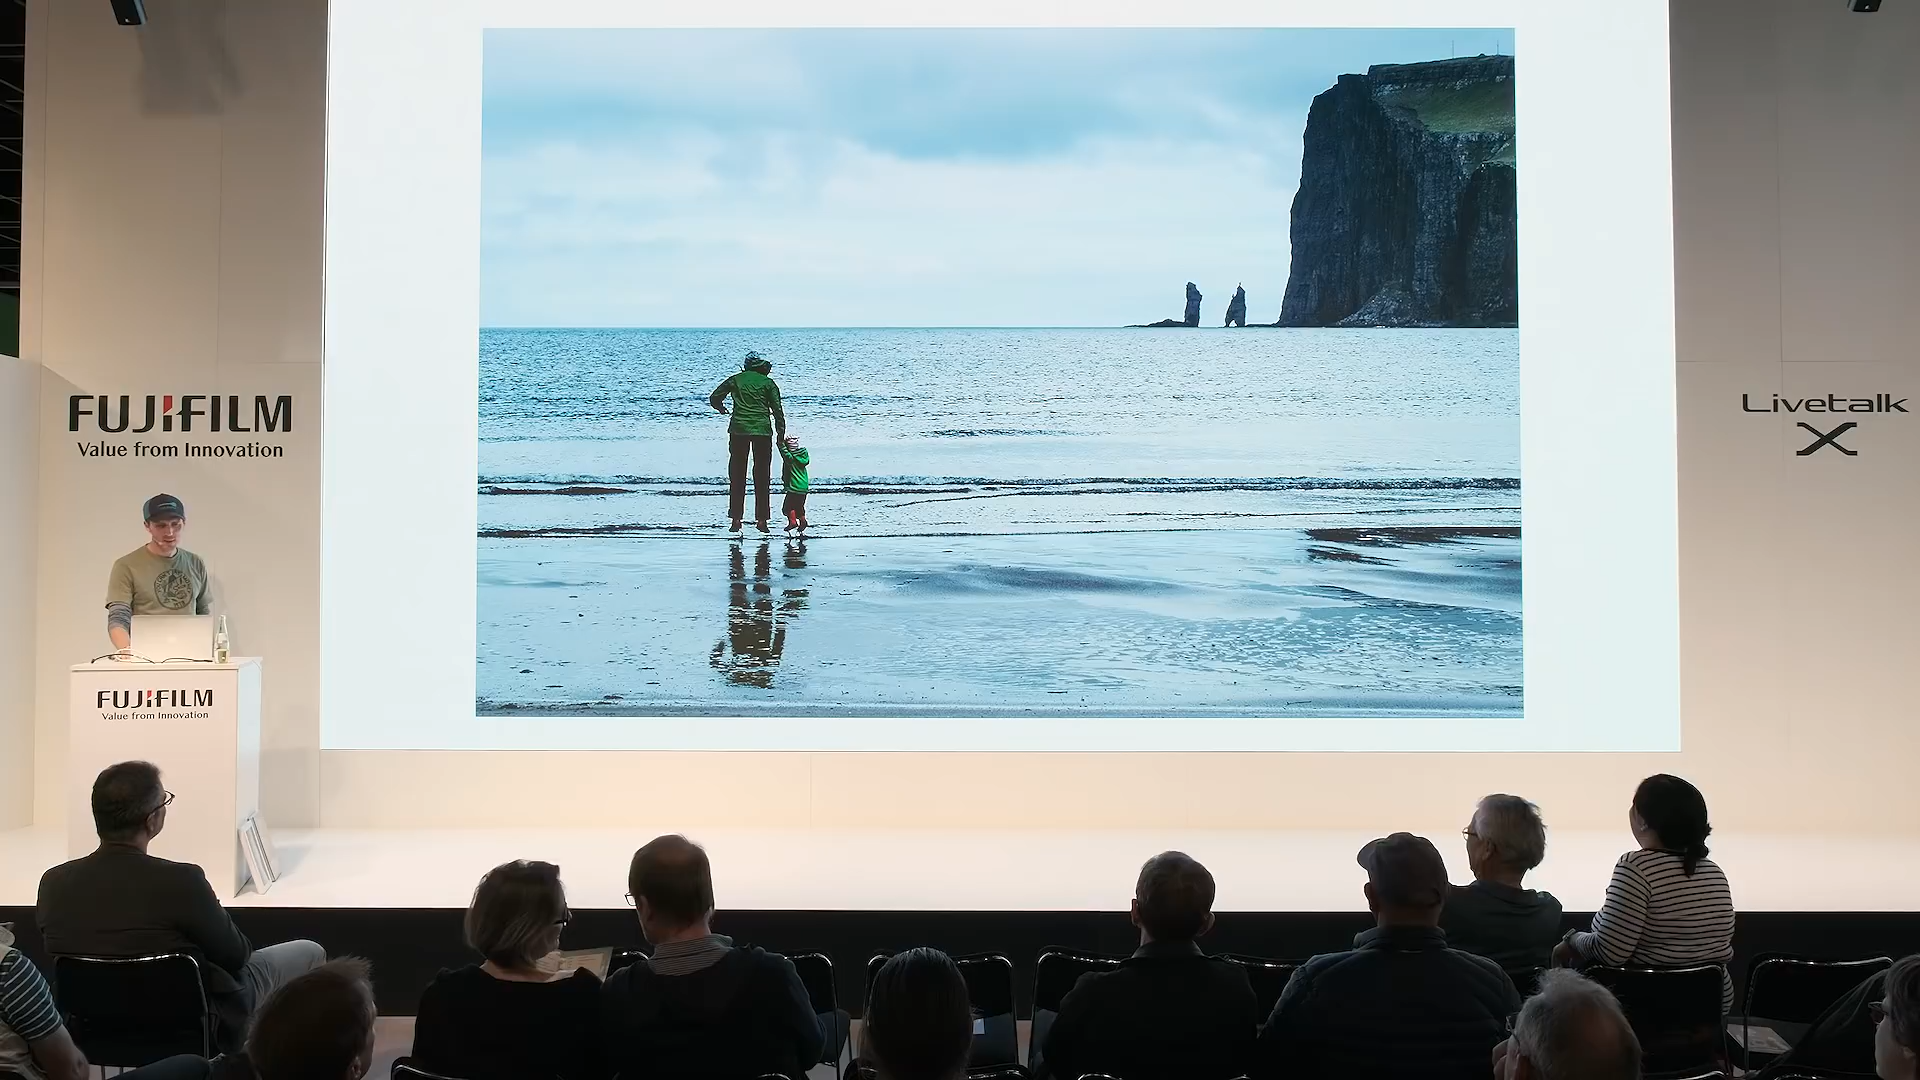 FUJIFILM
Value from Innovation
Livetalk
X
FUJIFILM
Value from Innovation